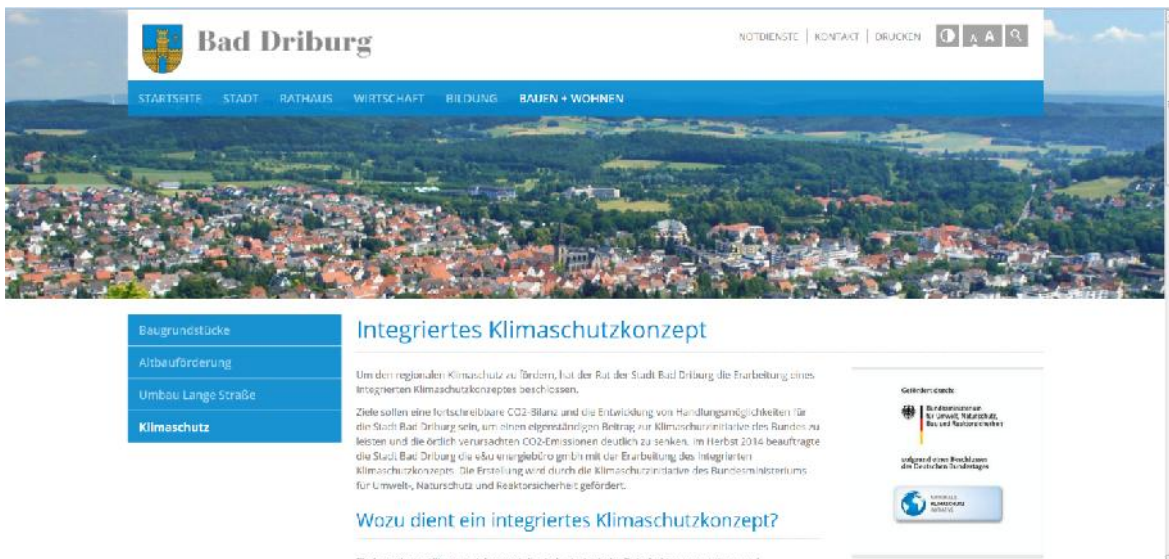 Bad Driburg
NOTDIENSTE | KONTAKT | DRUCKEN
A A
STARTSEITE STADT RATHAUS WIRTSCHAFT BILDUNG BAUEN + WOHNEN
Baugrundstücke
Altbauförderung
Umbau Lange Straße
Klimaschutz
Integriertes Klimaschutzkonzept
Um den regionalen Klimaschutz zu fördern, hat der Rat der Stadt Bad Driburg die Erarbeitung eines
Integrierten Klimaschutzkonzeptes beschlossen.
Ziele sollen eine fortschreibbare CO2-Bilanz und die Entwicklung von Handlungsmöglichkeiten für
die Stadt Bad Driburg sein, um einen eigenständigen Beitrag zur Klimaschutzinitiative des Bundes zu
leisten und die örtlich verursachten CO2-Emissionen deutlich zu senken. Im Herbst 2014 beauftragte
die Stadt Bad Driburg die e&u energiebüro gmbh mit der Erarbeitung des Integrierten
Klimaschutzkonzepts. Die Erstellung wird durch die Klimaschutzinitiative des Bundesministeriums
für Umwelt-, Naturschutz und Reaktorsicherheit gefördert.
Wozu dient ein integriertes Klimaschutzkonzept?
Gefördert durch:
Bundesministerium
für Umwelt, Naturschutz,
Bau und Reaktorsicherheit
aufgrund eines Beschlusses
des Deutschen Bundestages
NATIONALE
KLIMASCHUTZ
INITIATIVE